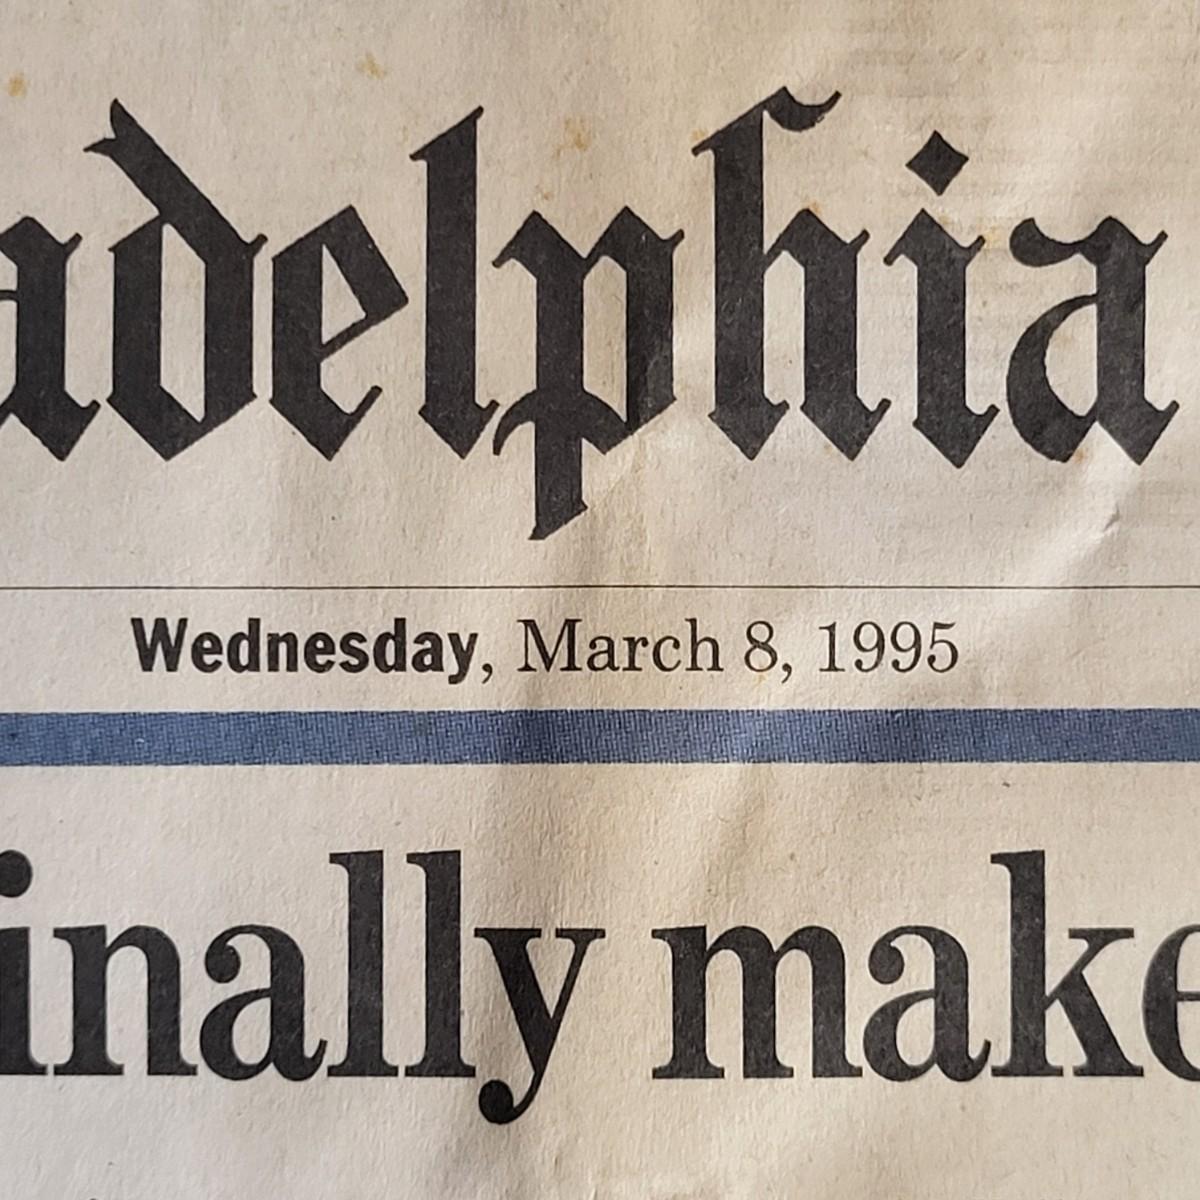 adelphia
Wednesday, March 8, 1995
inally make